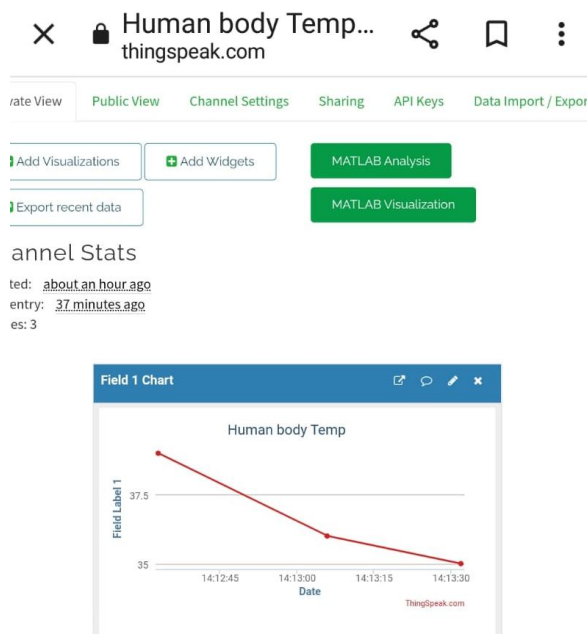 Human body Temp...
thingspeak.com
vate View Public View Channel Settings Sharing API Keys Data Import / Expor
Add Visualizations Add Widgets MATLAB Analysis
Export recent data MATLAB Visualization
annel Stats
ted: about an hour ago
entry: 37 minutes ago
es: 3
Field 1 Chart
Human body Temp
Field Label 1
37.5
35
14:12:45 14:13:00 14:13:15 14:13:30
Date
ThingSpeak.com